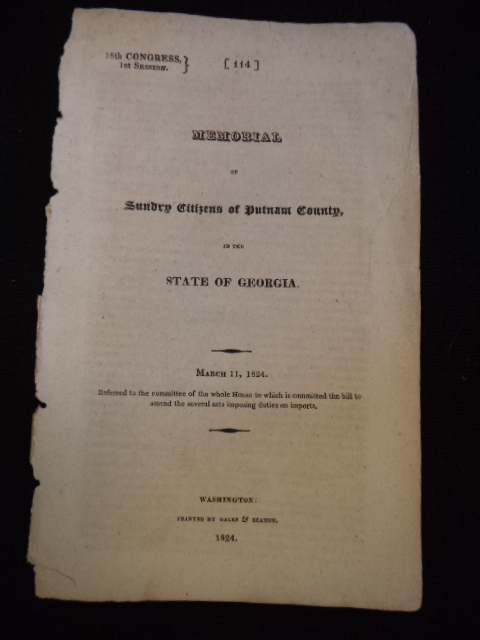 18th CONGRESS,
1st SESSION.
[ 114 ]
MEMORIAL
OF
Sundry Citizens of Putnam County,
IN THE
STATE OF GEORGIA.
MARCH 11, 1824.
Referred to the committee of the whole House to which is committed the bill to
amend the several acts imposing duties on imports.
WASHINGTON:
PRINTED BY GALES & SEATON.
1824.